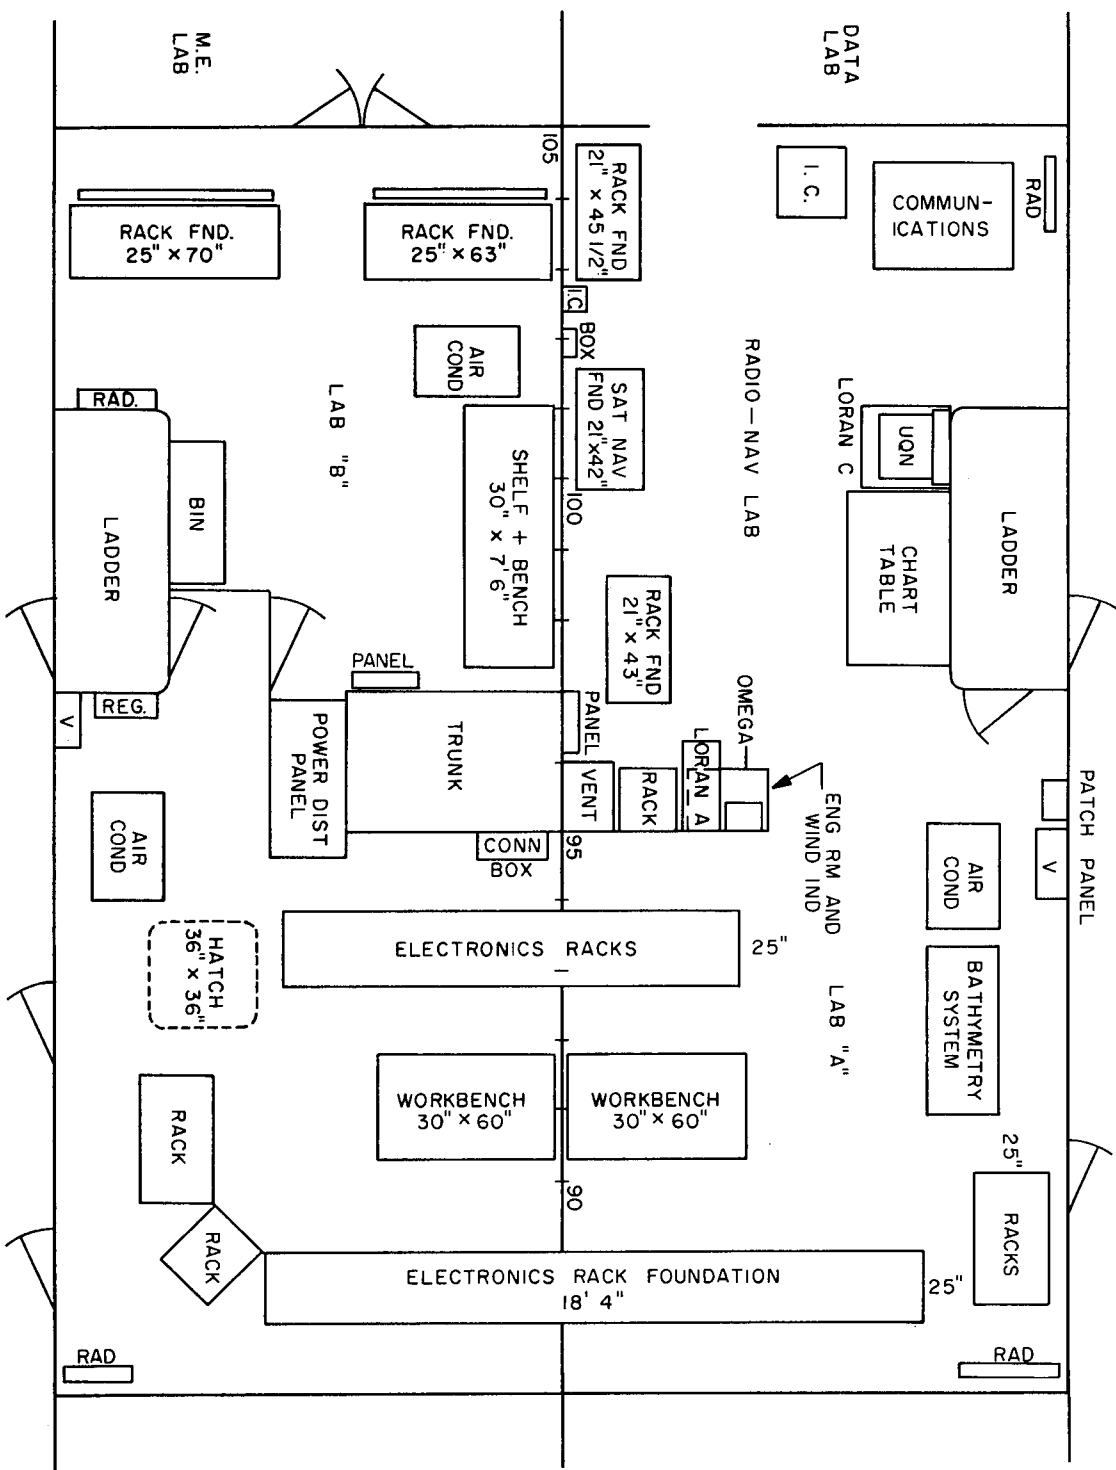 M.E.
LAB
DATA
LAB
105
RACK FND
21" × 45 1/2"
I. C.
COMMUN-
ICATIONS
RAD
RACK FND.
25" × 70"
RACK FND.
25" × 63"
I.C.
BOX
AIR
COND
SAT NAV
FND 21"×42"
RADIO-NAV LAB
LORAN C
UQN
RAD.
LAB "B"
BIN
LADDER
SHELF + BENCH
30" × 7' 6"
100
CHART
TABLE
LADDER
RACK FND
21" × 43"
PANEL
REG.
V
POWER DIST
PANEL
TRUNK
PANEL
VENT
RACK
LORAN A
OMEGA
ENG RM AND
WIND IND
PATCH PANEL
V
AIR
COND
CONN
BOX
95
AIR
COND
HATCH
36" × 36"
ELECTRONICS RACKS
25"
LAB "A"
BATHYMETRY
SYSTEM
WORKBENCH
30" × 60"
WORKBENCH
30" × 60"
RACK
90
25"
RACKS
RACK
ELECTRONICS RACK FOUNDATION
18' 4"
25"
RAD
RAD